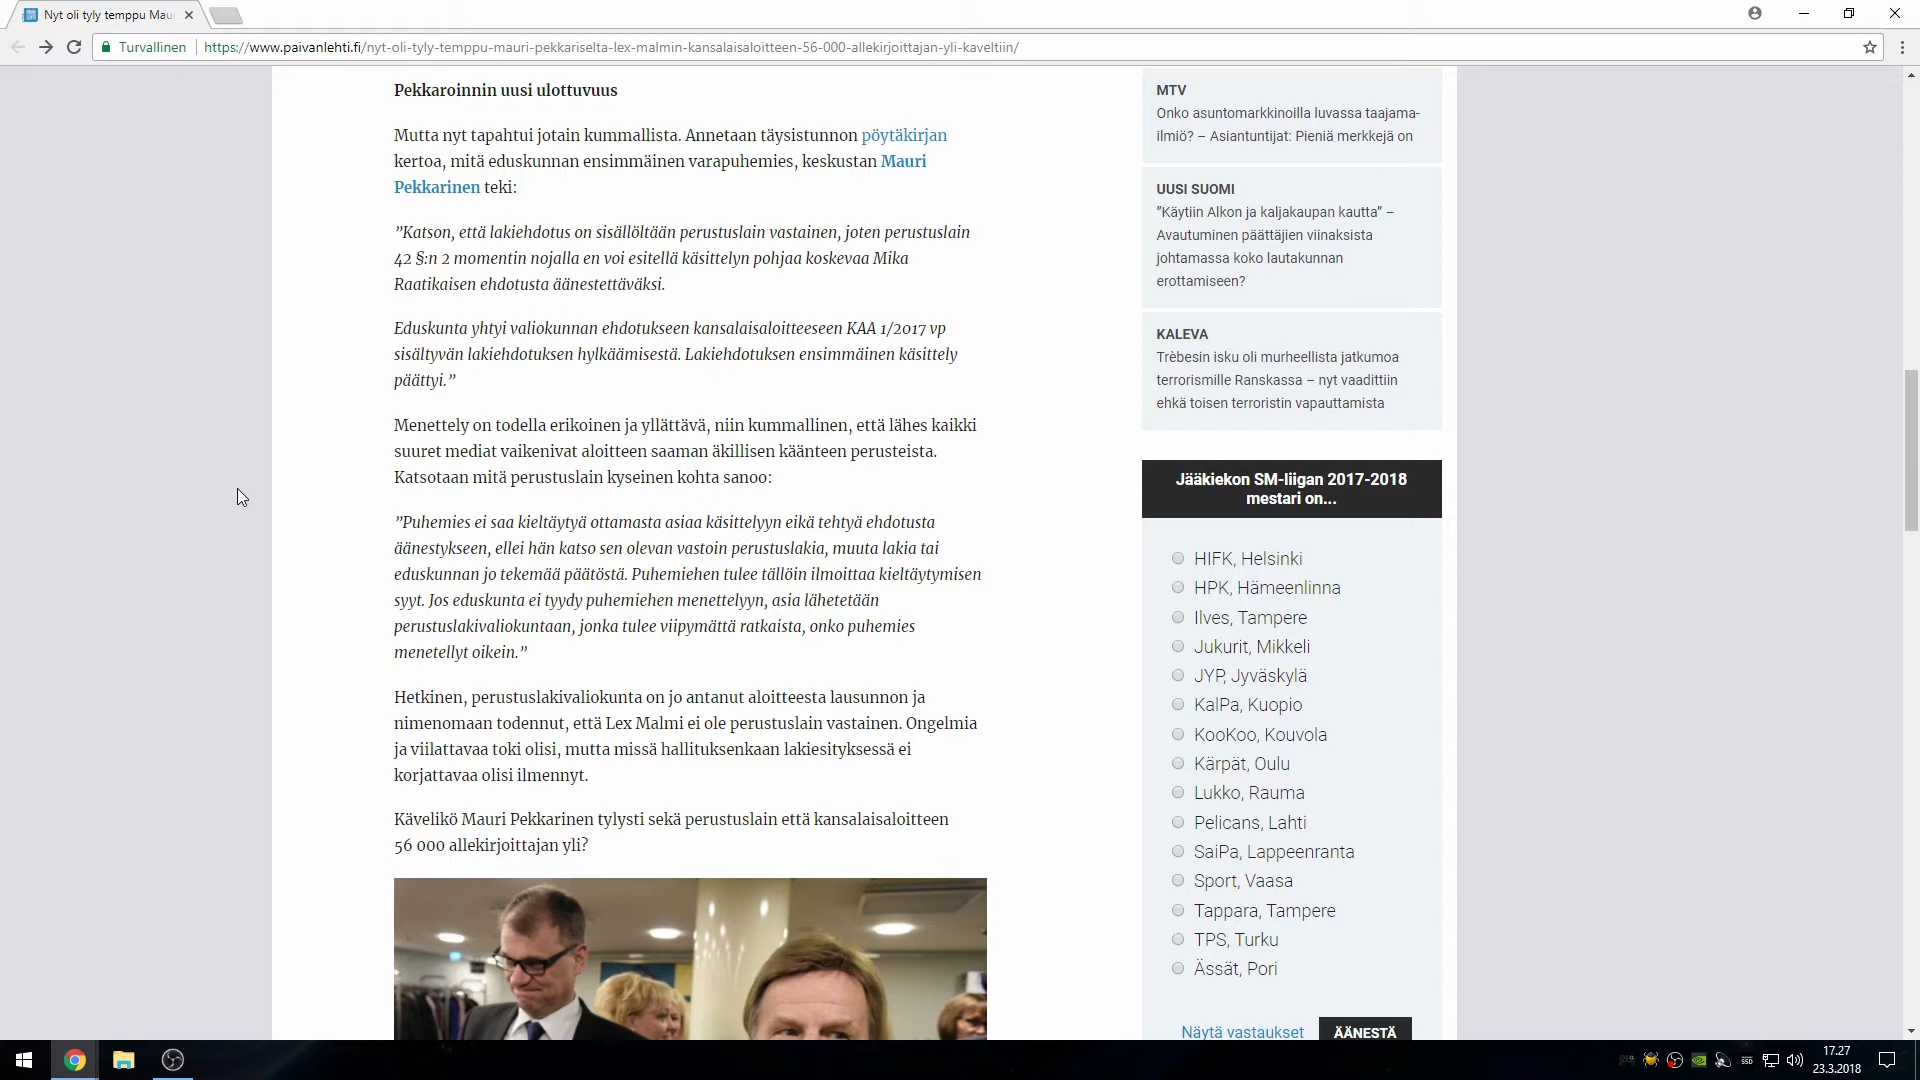 Nyt oli tyly temppu Mau
Turvallinen
https://www.paivanlehti.fi/nyt-oli-tyly-temppu-mauri-pekkariselta-lex-malmin-kansalaisaloitteen-56-000-allekirjoittajan-yli-kaveltiin/
Pekkaroinnin uusi ulottuvuus
Mutta nyt tapahtui jotain kummallista. Annetaan täysistunnon pöytäkirjan
kertoa, mitä eduskunnan ensimmäinen varapuhemies, keskustan Mauri
Pekkarinen teki:
”Katson, että lakiehdotus on sisällöltään perustuslain vastainen, joten perustuslain
42 §:n 2 momentin nojalla en voi esitellä käsittelyn pohjaa koskevaa Mika
Raatikaisen ehdotusta äänestettäväksi.
Eduskunta yhtyi valiokunnan ehdotukseen kansalaisaloitteeseen KAA 1/2017 vp
sisältyvän lakiehdotuksen hylkäämisestä. Lakiehdotuksen ensimmäinen käsittely
päättyi.”
Menettely on todella erikoinen ja yllättävä, niin kummallinen, että lähes kaikki
suuret mediat vaikenivat aloitteen saaman äkillisen käänteen perusteista.
Katsotaan mitä perustuslain kyseinen kohta sanoo:
”Puhemies ei saa kieltäytyä ottamasta asiaa käsittelyyn eikä tehtyä ehdotusta
äänestykseen, ellei hän katso sen olevan vastoin perustuslakia, muuta lakia tai
eduskunnan jo tekemää päätöstä. Puhemiehen tulee tällöin ilmoittaa kieltäytymisen
syyt. Jos eduskunta ei tyydy puhemiehen menettelyyn, asia lähetetään
perustuslakivaliokuntaan, jonka tulee viipymättä ratkaista, onko puhemies
menetellyt oikein.”
Hetkinen, perustuslakivaliokunta on jo antanut aloitteesta lausunnon ja
nimenomaan todennut, että Lex Malmi ei ole perustuslain vastainen. Ongelmia
ja viilattavaa toki olisi, mutta missä hallituksenkaan lakiesityksessä ei
korjattavaa olisi ilmennyt.
Kävelikö Mauri Pekkarinen tylysti sekä perustuslain että kansalaisaloitteen
56 000 allekirjoittajan yli?
MTV
Onko asuntomarkkinoilla luvassa taajama-
ilmiö? – Asiantuntijat: Pieniä merkkejä on
UUSI SUOMI
”Käytiin Alkon ja kaljakaupan kautta” –
Avautuminen päättäjien viinaksista
johtamassa koko lautakunnan
erottamiseen?
KALEVA
Trèbesin isku oli murheellista jatkumoa
terrorismille Ranskassa – nyt vaadittiin
ehkä toisen terroristin vapauttamista
Jääkiekon SM-liigan 2017-2018
mestari on...
HIFK, Helsinki
HPK, Hämeenlinna
Ilves, Tampere
Jukurit, Mikkeli
JYP, Jyväskylä
KalPa, Kuopio
KooKoo, Kouvola
Kärpät, Oulu
Lukko, Rauma
Pelicans, Lahti
SaiPa, Lappeenranta
Sport, Vaasa
Tappara, Tampere
TPS, Turku
Ässät, Pori
Näytä vastaukset
ÄÄNESTÄ
SSD
17.27
23.3.2018